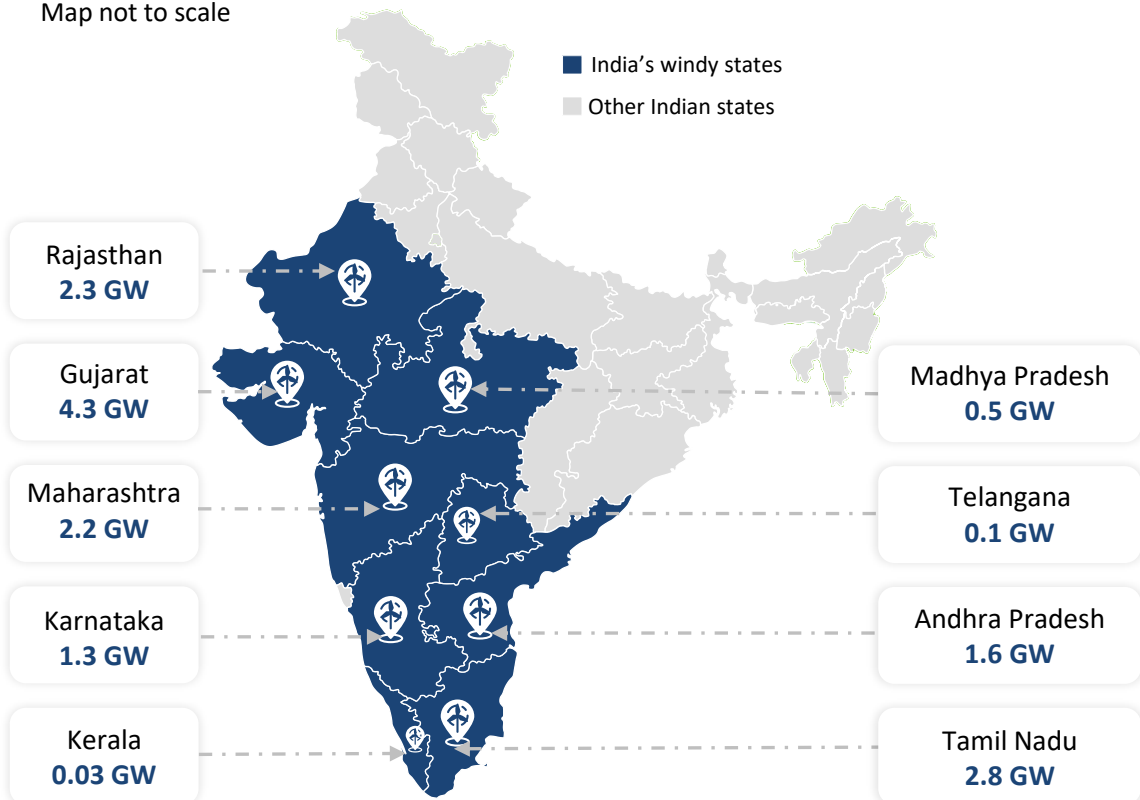 Map not to scale
India’s windy states
Other Indian states
Rajasthan
2.3 GW
Gujarat
4.3 GW
Maharashtra
2.2 GW
Karnataka
1.3 GW
Kerala
0.03 GW
Madhya Pradesh
0.5 GW
Telangana
0.1 GW
Andhra Pradesh
1.6 GW
Tamil Nadu
2.8 GW